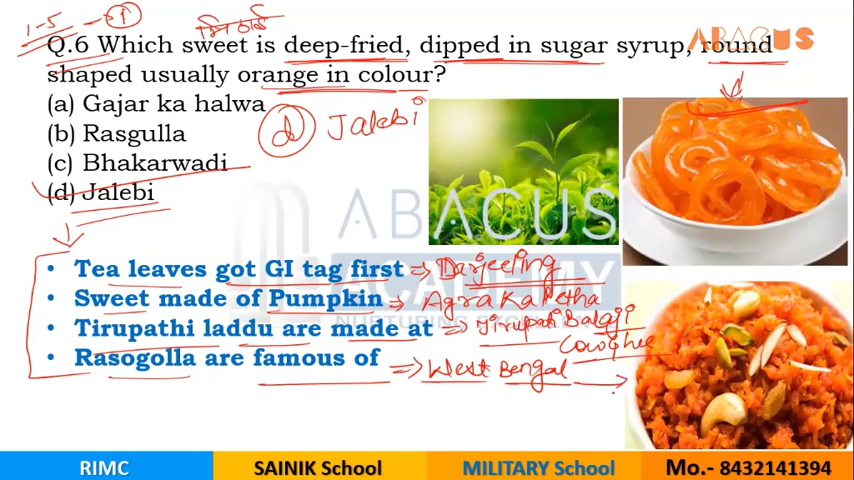 1-5 → (1)
मिठाई
ABACUS
Q.6 Which sweet is deep-fried, dipped in sugar syrup, round
shaped usually orange in colour?
(a) Gajar ka halwa
(b) Rasgulla
(c) Bhakarwadi
(d) Jalebi
(d) Jalebi
ABACUS
ACADEMY
• Tea leaves got GI tag first ⇒ Darjeeling
• Sweet made of Pumpkin ⇒ Agra Ka Petha
• Tirupathi laddu are made at ⇒ Tirupati Balaji
Cow ghee
• Rasogolla are famous of ⇒ West Bengal →
RIMC SAINIK School MILITARY School Mo.- 8432141394